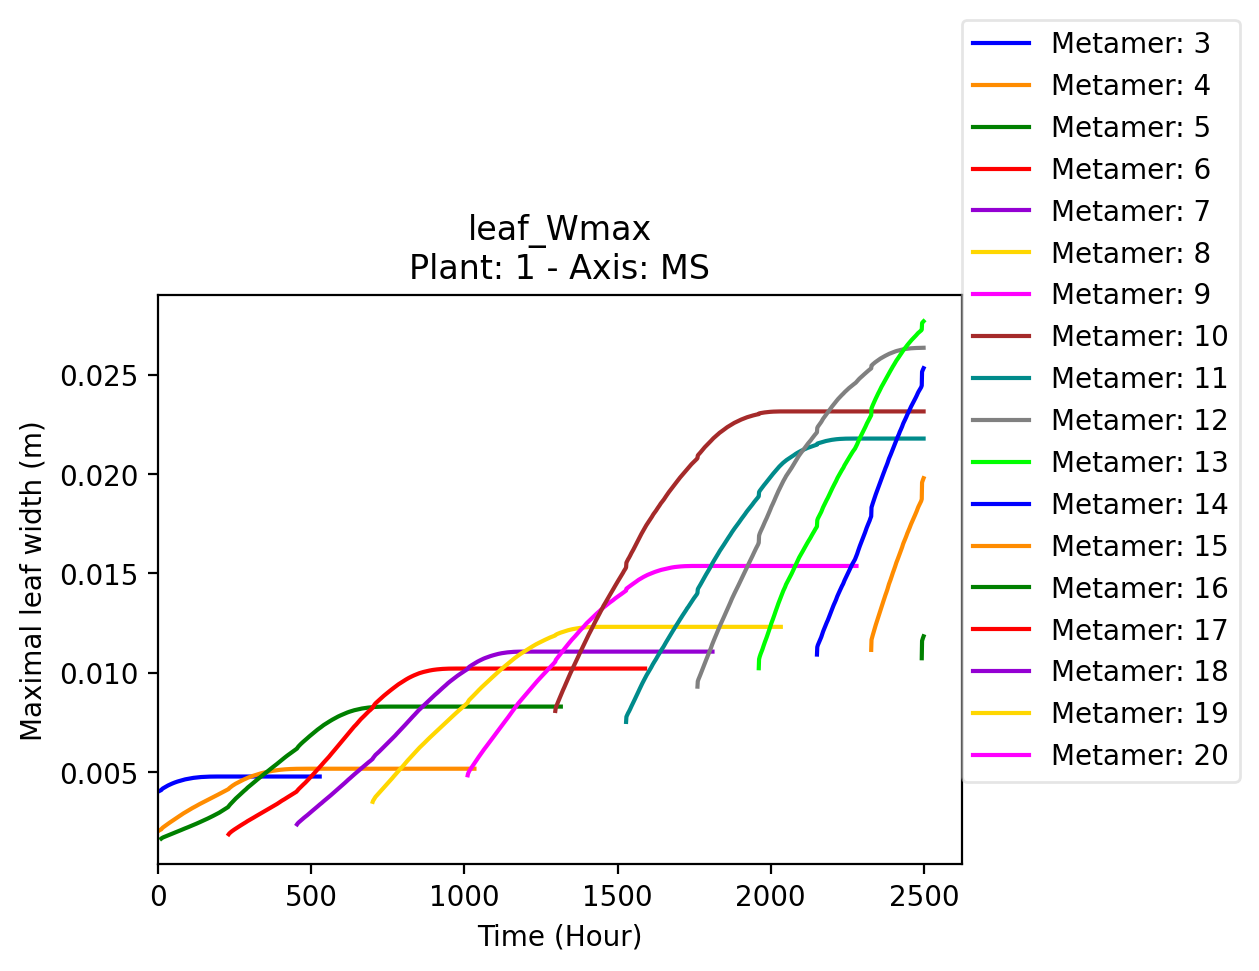 leaf_Wmax
Plant: 1 - Axis: MS
Maximal leaf width (m)
0.025
0.020
0.015
0.010
0.005
0
500
1000
1500
2000
2500
Time (Hour)
Metamer: 3
Metamer: 4
Metamer: 5
Metamer: 6
Metamer: 7
Metamer: 8
Metamer: 9
Metamer: 10
Metamer: 11
Metamer: 12
Metamer: 13
Metamer: 14
Metamer: 15
Metamer: 16
Metamer: 17
Metamer: 18
Metamer: 19
Metamer: 20